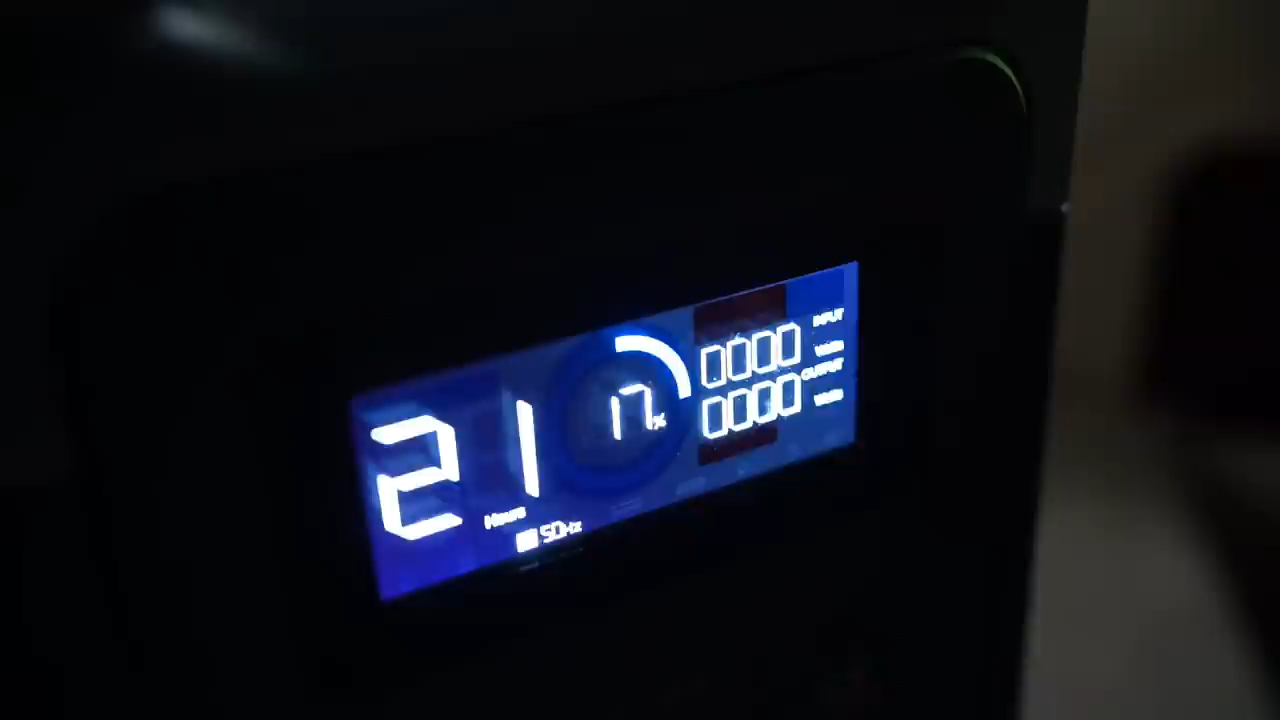 21 Hours
17 %
50Hz
0000 INPUT
Watts
0000 OUTPUT
Watts